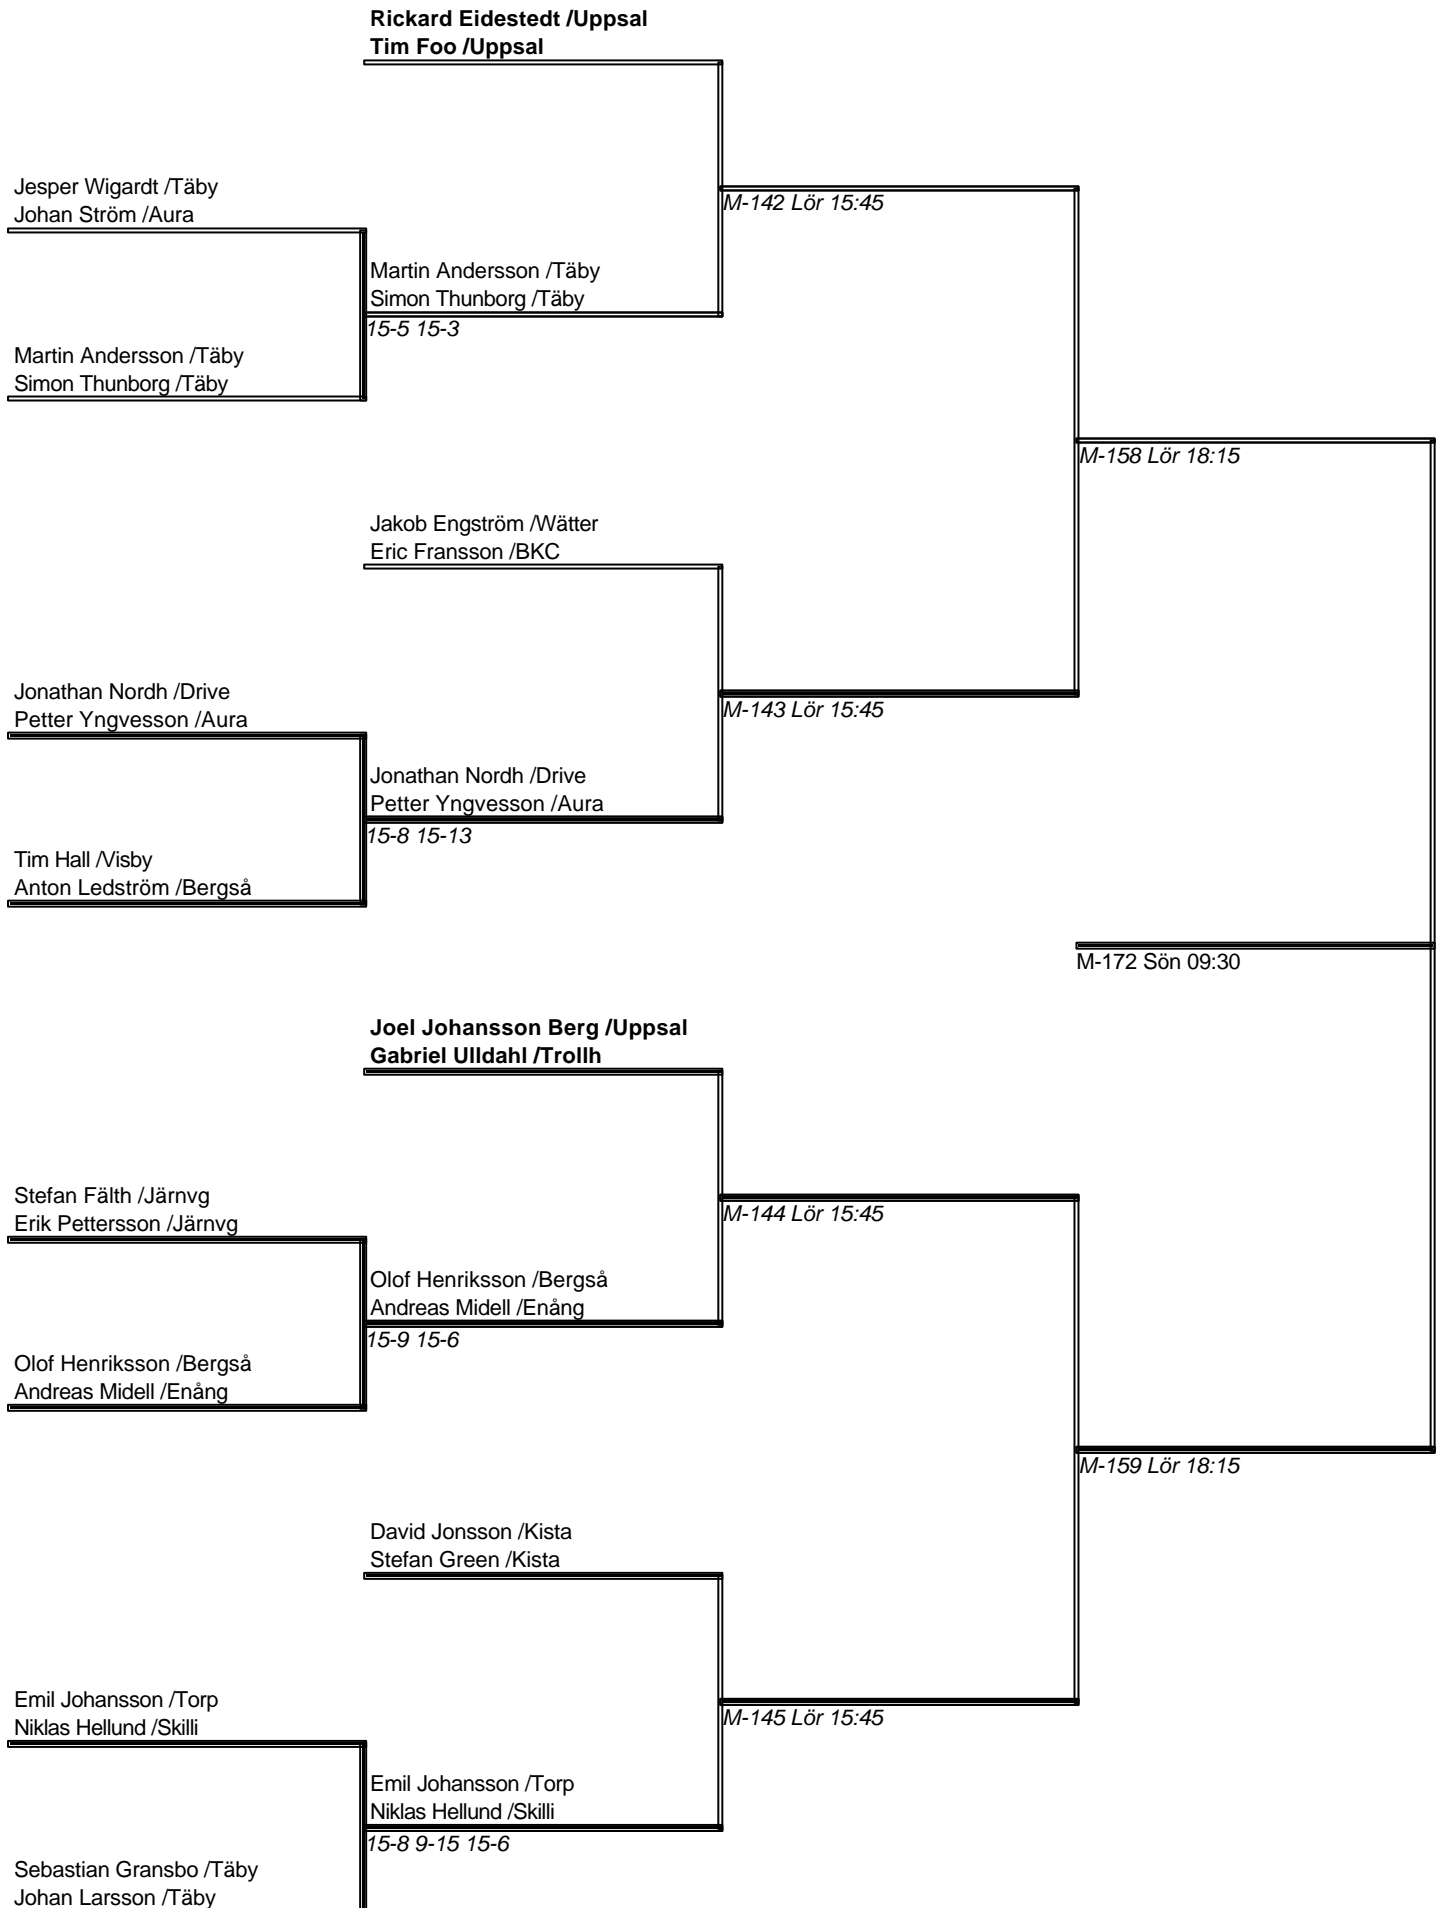 Rickard Eidestedt /Uppsal
Tim Foo /Uppsal
Jesper Wigardt /Täby
Johan Ström /Aura
M-142 Lör 15:45
Martin Andersson /Täby
Simon Thunborg /Täby
15-5 15-3
Martin Andersson /Täby
Simon Thunborg /Täby
M-158 Lör 18:15
Jakob Engström /Wätter
Eric Fransson /BKC
Jonathan Nordh /Drive
Petter Yngvesson /Aura
M-143 Lör 15:45
Jonathan Nordh /Drive
Petter Yngvesson /Aura
15-8 15-13
Tim Hall /Visby
Anton Ledström /Bergså
M-172 Sön 09:30
Joel Johansson Berg /Uppsal
Gabriel Ulldahl /Trollh
Stefan Fälth /Järnvg
Erik Pettersson /Järnvg
M-144 Lör 15:45
Olof Henriksson /Bergså
Andreas Midell /Enång
15-9 15-6
Olof Henriksson /Bergså
Andreas Midell /Enång
M-159 Lör 18:15
David Jonsson /Kista
Stefan Green /Kista
Emil Johansson /Torp
Niklas Hellund /Skilli
M-145 Lör 15:45
Emil Johansson /Torp
Niklas Hellund /Skilli
15-8 9-15 15-6
Sebastian Gransbo /Täby
Johan Larsson /Täby